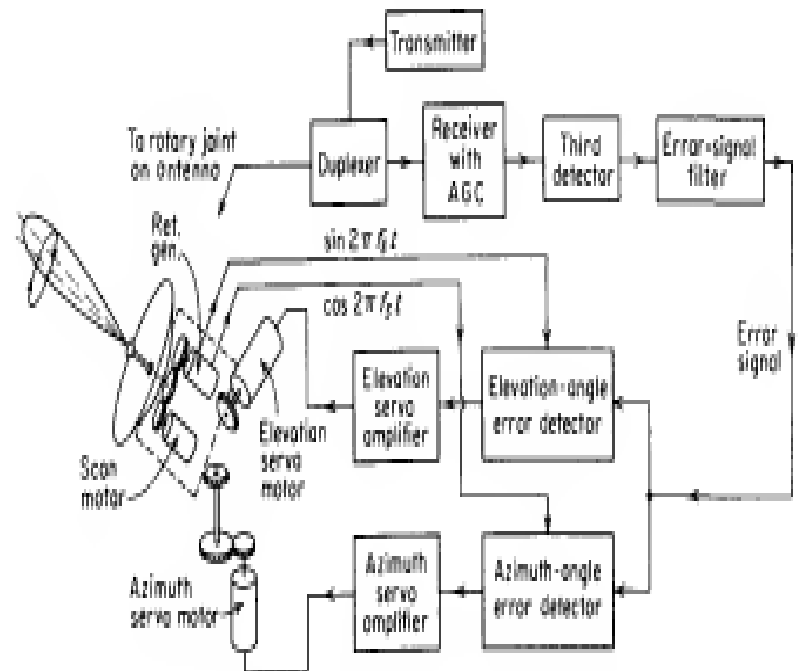 Transmitter
To rotary joint
on antenna
Duplexer
Receiver
with
AGC
Third
detector
Error-signal
filter
Ref.
gen.
sin 2π fₛt
cos 2π fₛt
Error
signal
Elevation
servo
amplifier
Elevation-angle
error detector
Elevation
servo
motor
Scan
motor
Azimuth
servo motor
Azimuth
servo
amplifier
Azimuth-angle
error detector